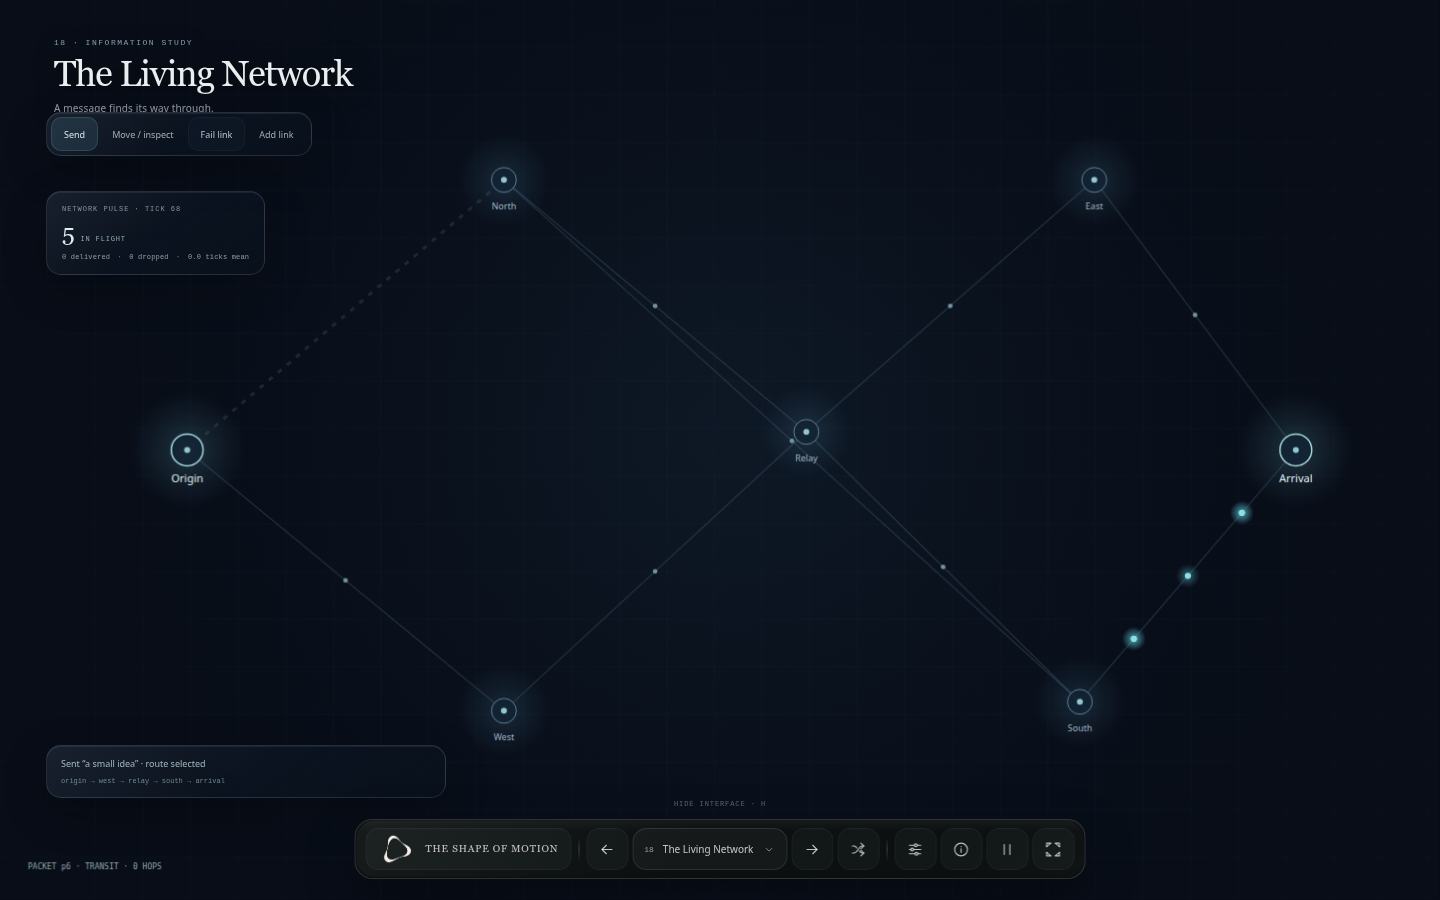 18 · INFORMATION STUDY
The Living Network
A message finds its way through.
Send
Move / inspect
Fail link
Add link
NETWORK PULSE · TICK 68
5 IN FLIGHT
0 delivered · 0 dropped · 0.0 ticks mean
North
East
Relay
Origin
Arrival
West
South
Sent “a small idea” · route selected
origin → west → relay → south → arrival
HIDE INTERFACE · H
THE SHAPE OF MOTION
18 The Living Network
PACKET p6 · TRANSIT · 0 HOPS